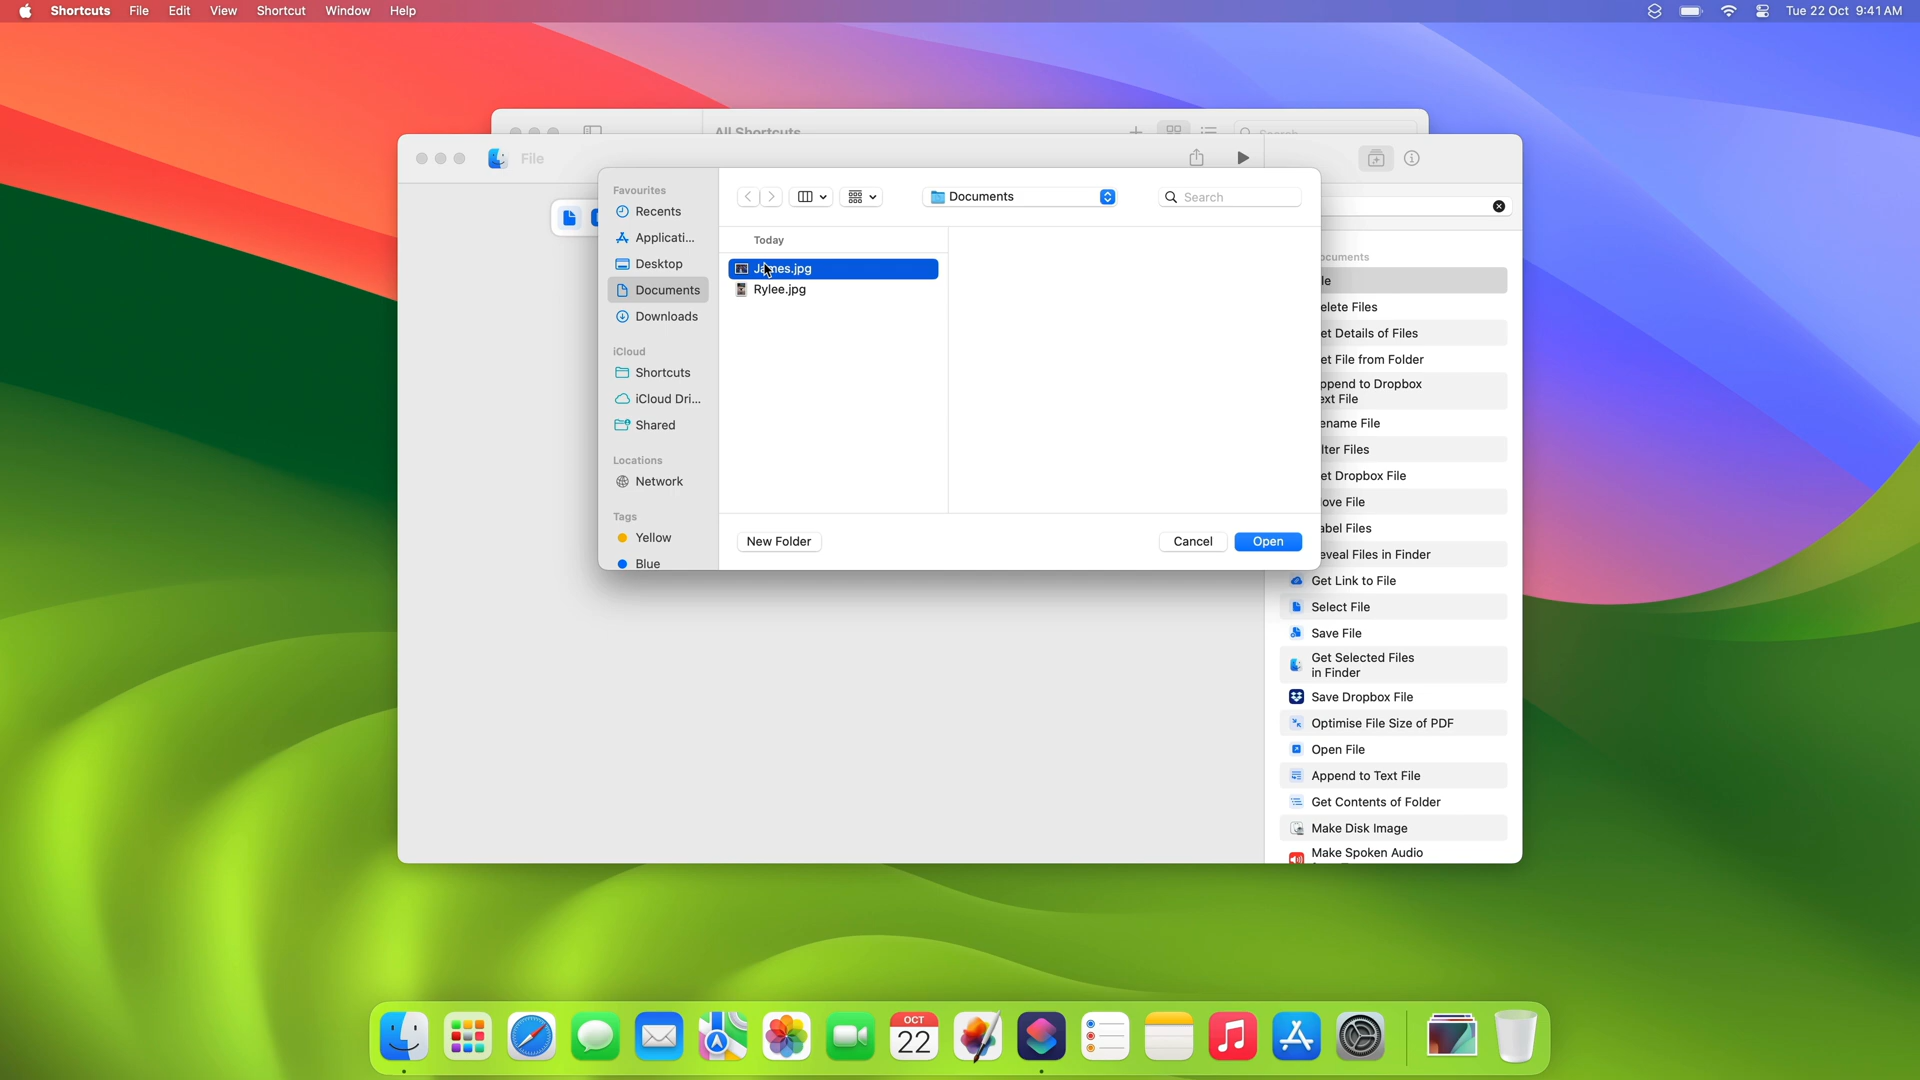 Shortcuts File Edit View Shortcut Window Help
Tue 22 Oct 9:41 AM
All Shortcuts
Search
File
Favourites
Recents
Applicati...
Desktop
Documents
Downloads
iCloud
Shortcuts
iCloud Dri...
Shared
Locations
Network
Tags
Yellow
Blue
Documents
Search
Today
James.jpg
Rylee.jpg
New Folder
Cancel
Open
ocuments
le
elete Files
et Details of Files
et File from Folder
ppend to Dropbox
ext File
ename File
lter Files
et Dropbox File
ove File
abel Files
eveal Files in Finder
Get Link to File
Select File
Save File
Get Selected Files
in Finder
Save Dropbox File
Optimise File Size of PDF
Open File
Append to Text File
Get Contents of Folder
Make Disk Image
Make Spoken Audio
OCT
22